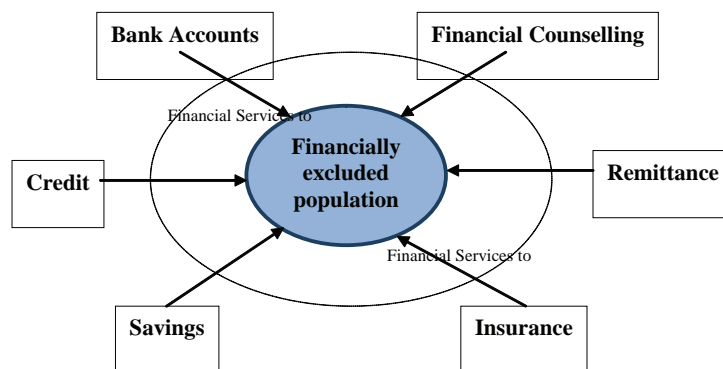 Bank Accounts
Financial Counselling
Financial Services to
Financially
excluded
population
Credit
Remittance
Financial Services to
Savings
Insurance